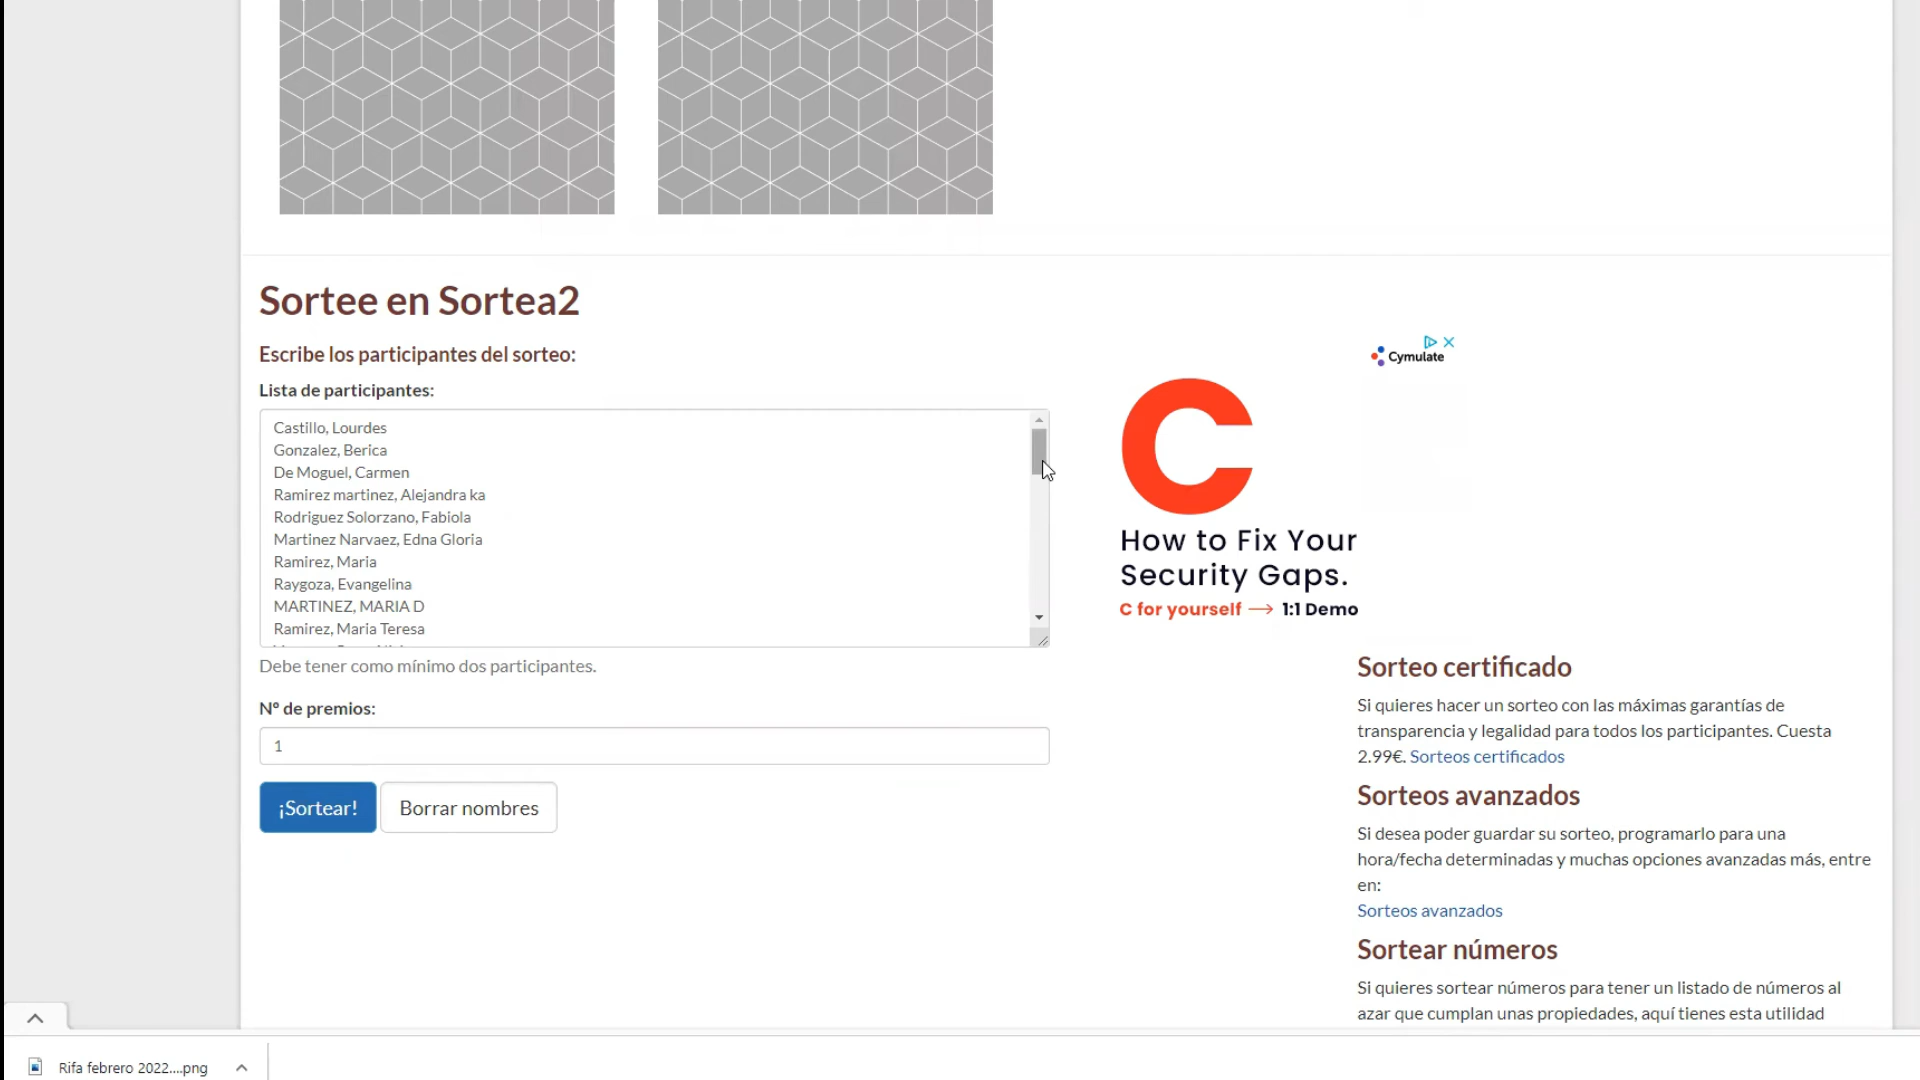 Sortee en Sortea2
Escribe los participantes del sorteo:
Lista de participantes:
Castillo, Lourdes
Gonzalez, Berica
De Moguel, Carmen
Ramirez martinez, Alejandra ka
Rodriguez Solorzano, Fabiola
Martinez Narvaez, Edna Gloria
Ramirez, Maria
Raygoza, Evangelina
MARTINEZ, MARIA D
Ramirez, Maria Teresa
Debe tener como mínimo dos participantes.
Nº de premios:
1
¡Sortear!
Borrar nombres
Cymulate
C
How to Fix Your
Security Gaps.
C for yourself → 1:1 Demo
Sorteo certificado
Si quieres hacer un sorteo con las máximas garantías de
transparencia y legalidad para todos los participantes. Cuesta
2.99€. Sorteos certificados
Sorteos avanzados
Si desea poder guardar su sorteo, programarlo para una
hora/fecha determinadas y muchas opciones avanzadas más, entre
en:
Sorteos avanzados
Sortear números
Si quieres sortear números para tener un listado de números al
azar que cumplan unas propiedades, aquí tienes esta utilidad
Rifa febrero 2022....png